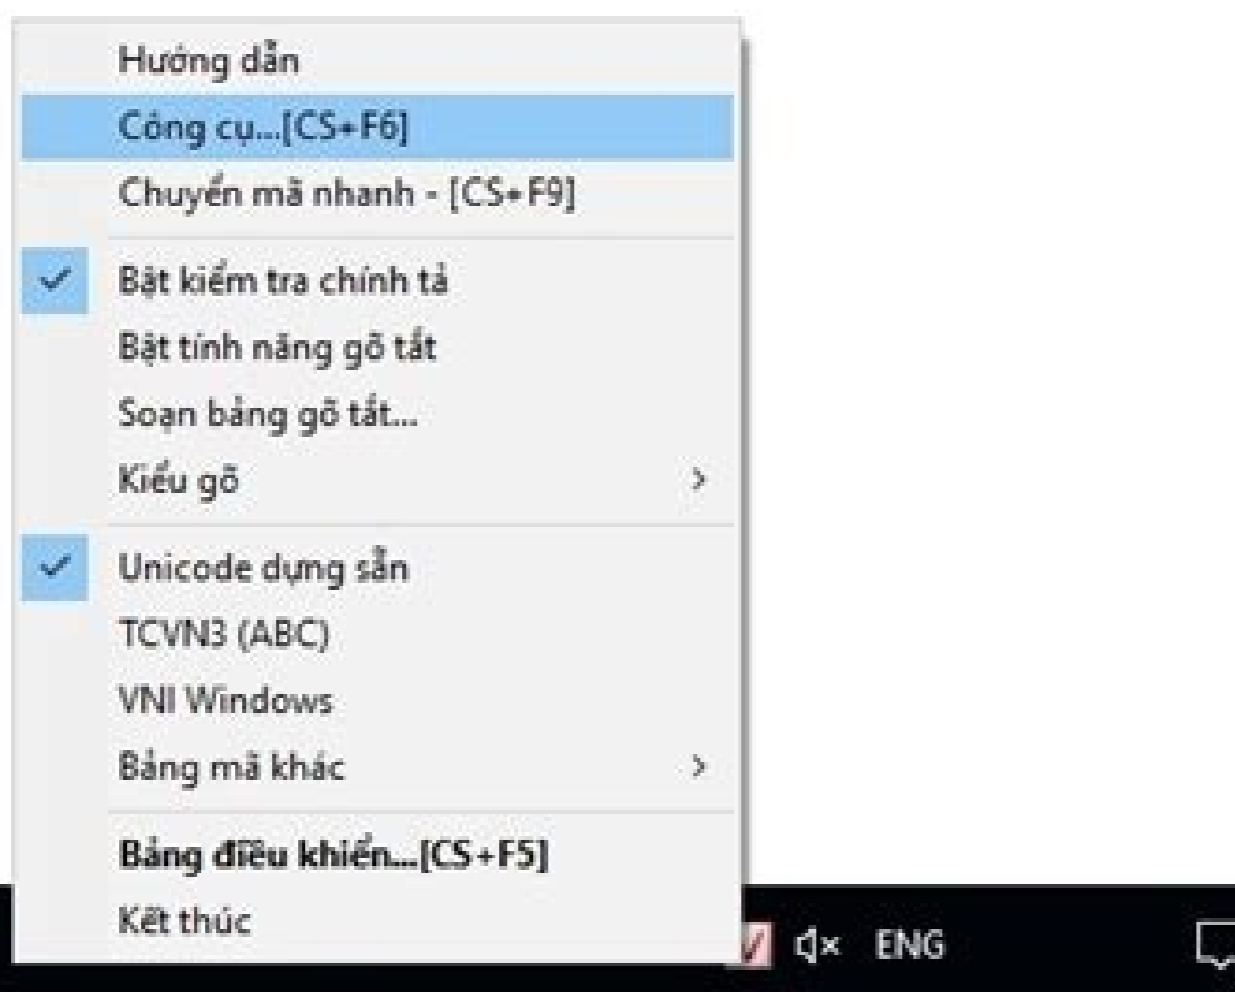 Hướng dẫn
Công cụ...[CS+F6]
Chuyển mã nhanh - [CS+F9]
Bật kiểm tra chính tả
Bật tính năng gõ tắt
Soạn bảng gõ tắt...
Kiểu gõ
Unicode dựng sẵn
TCVN3 (ABC)
VNI Windows
Bảng mã khác
Bảng điều khiển...[CS+F5]
Kết thúc
V ENG